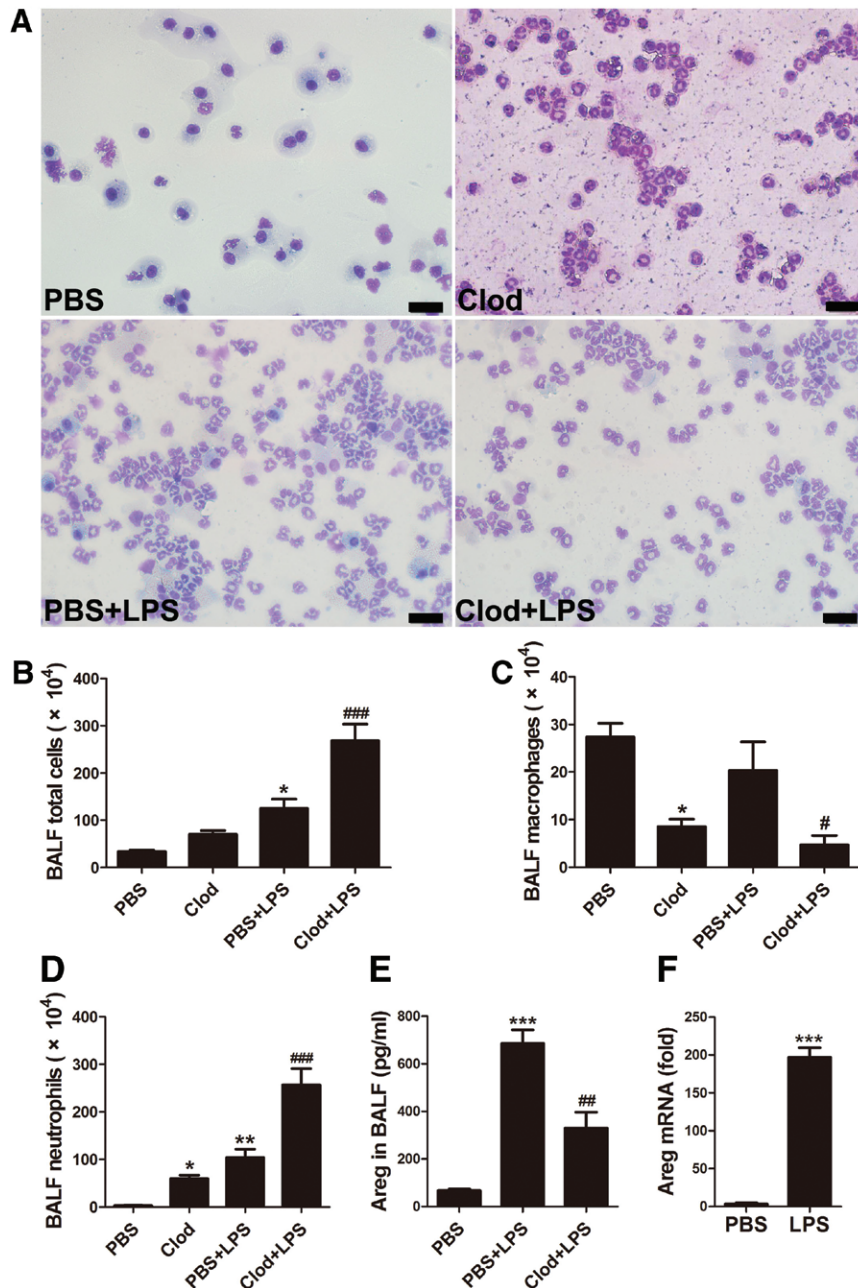 A
PBS
Clod
PBS+LPS
Clod+LPS
B
BALF total cells ( × 10⁴)
400
300
200
100
0
*
###
PBS
Clod
PBS+LPS
Clod+LPS
C
BALF macrophages ( × 10⁴)
40
30
20
10
0
*
#
PBS
Clod
PBS+LPS
Clod+LPS
D
BALF neutrophils ( × 10⁴)
400
300
200
100
0
*
**
###
PBS
Clod
PBS+LPS
Clod+LPS
E
Areg in BALF (pg/ml)
800
600
400
200
0
***
##
PBS
PBS+LPS
Clod+LPS
F
Areg mRNA (fold)
250
200
150
100
50
0
***
PBS
LPS